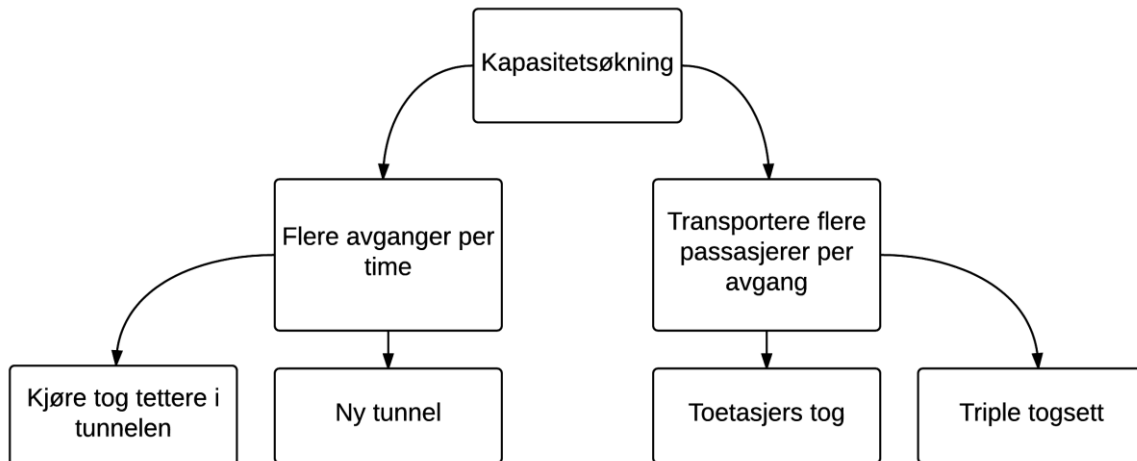 Kapasitetsøkning
Flere avganger per
time
Transportere flere
passasjerer per
avgang
Kjøre tog tettere i
tunnelen
Ny tunnel
Toetasjers tog
Triple togsett